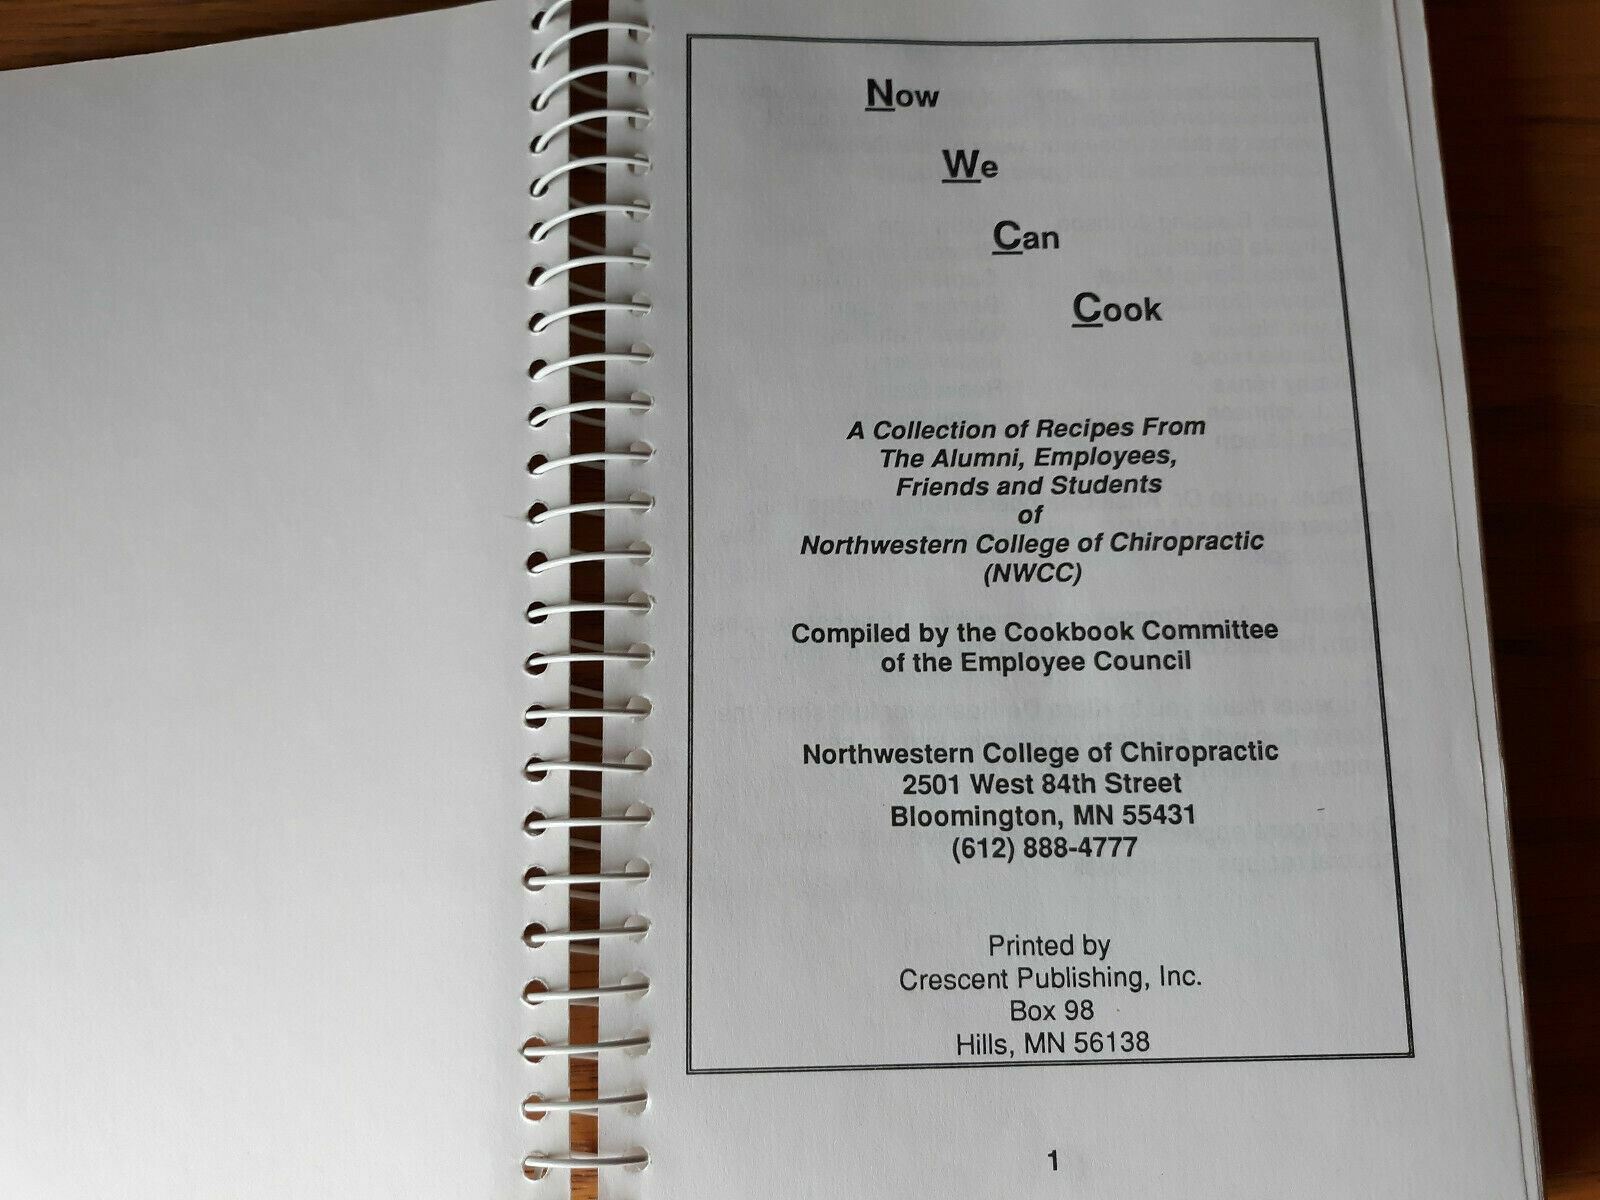 Now
We
Can
Cook
A Collection of Recipes From
The Alumni, Employees,
Friends and Students
of
Northwestern College of Chiropractic
(NWCC)
Compiled by the Cookbook Committee
of the Employee Council
Northwestern College of Chiropractic
2501 West 84th Street
Bloomington, MN 55431
(612) 888-4777
Printed by
Crescent Publishing, Inc.
Box 98
Hills, MN 56138
1